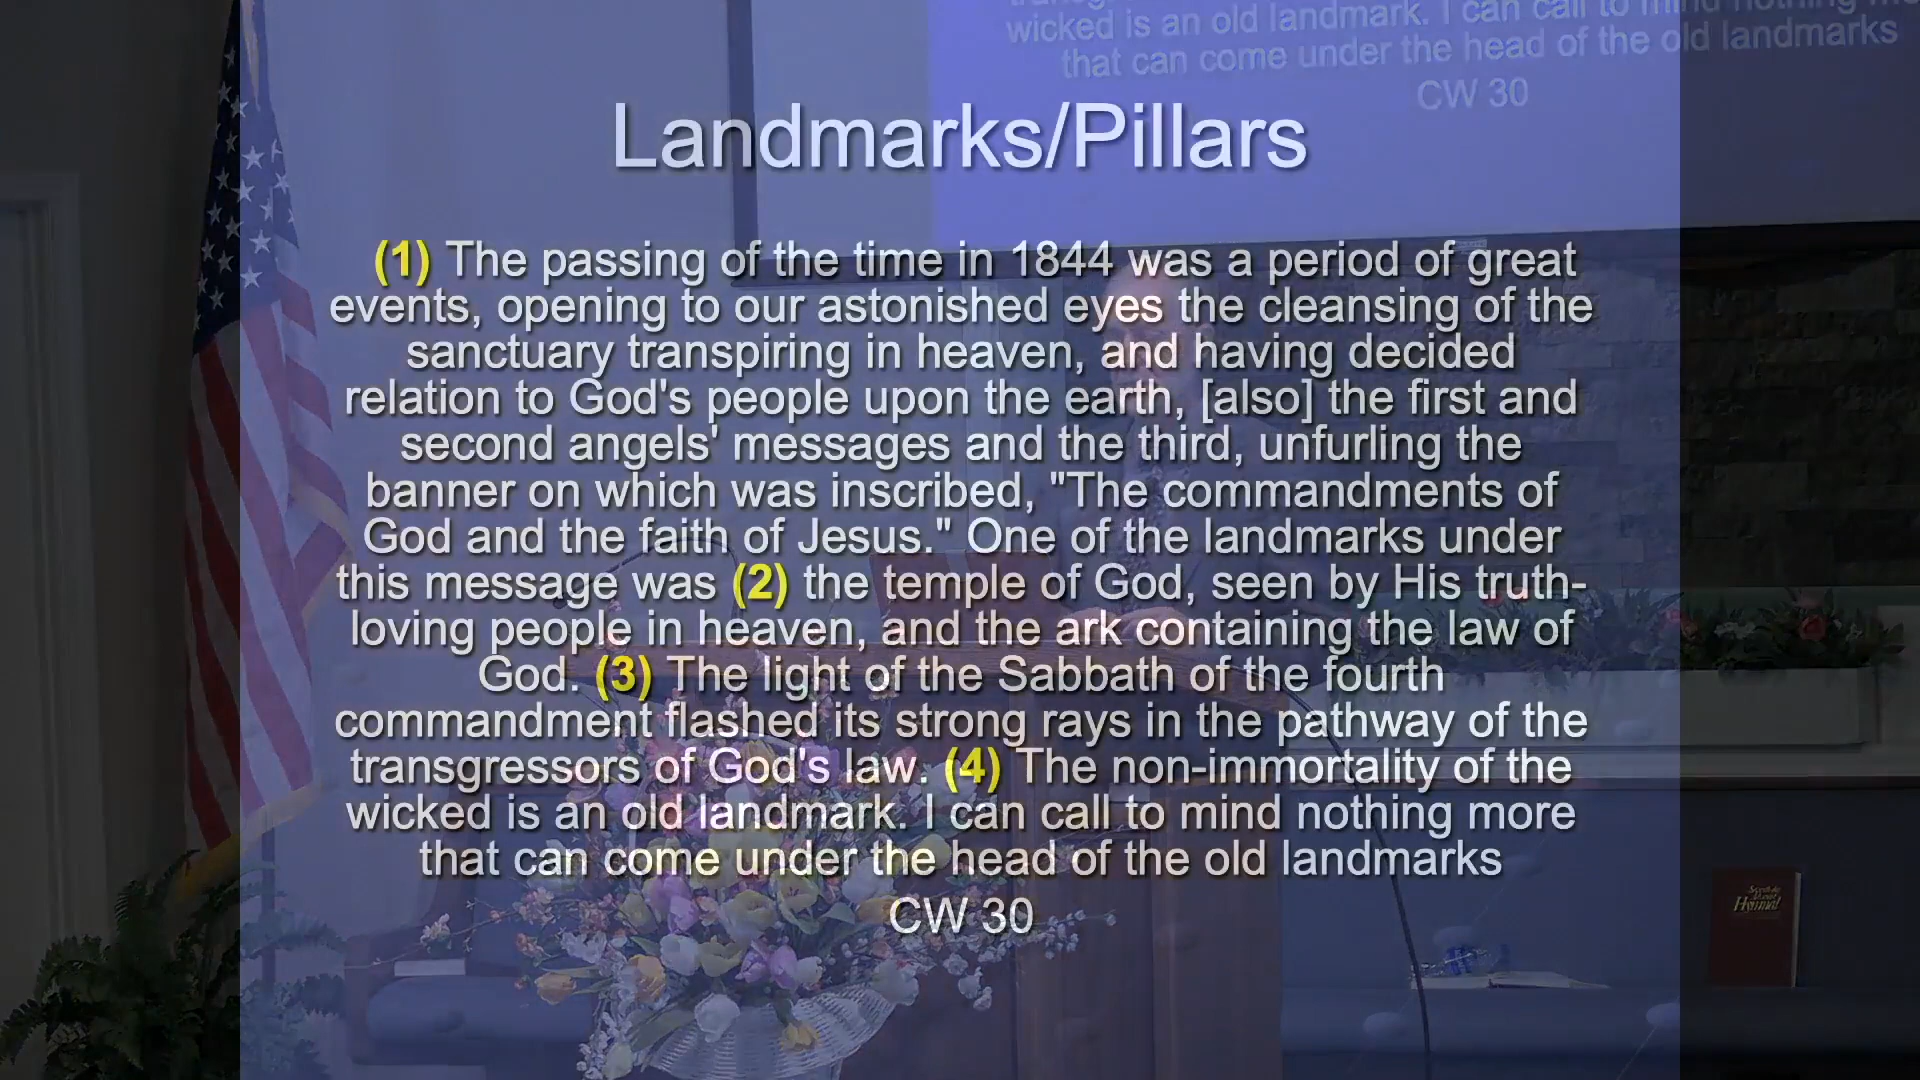 wicked is an old landmark. I can call to mind nothing
that can come under the head of the old landmarks
CW 30
Landmarks/Pillars
(1) The passing of the time in 1844 was a period of great
events, opening to our astonished eyes the cleansing of the
sanctuary transpiring in heaven, and having decided
relation to God's people upon the earth, [also] the first and
second angels' messages and the third, unfurling the
banner on which was inscribed, "The commandments of
God and the faith of Jesus." One of the landmarks under
this message was (2) the temple of God, seen by His truth-
loving people in heaven, and the ark containing the law of
God. (3) The light of the Sabbath of the fourth
commandment flashed its strong rays in the pathway of the
transgressors of God's law. (4) The non-immortality of the
wicked is an old landmark. I can call to mind nothing more
that can come under the head of the old landmarks
CW 30
Hymnal